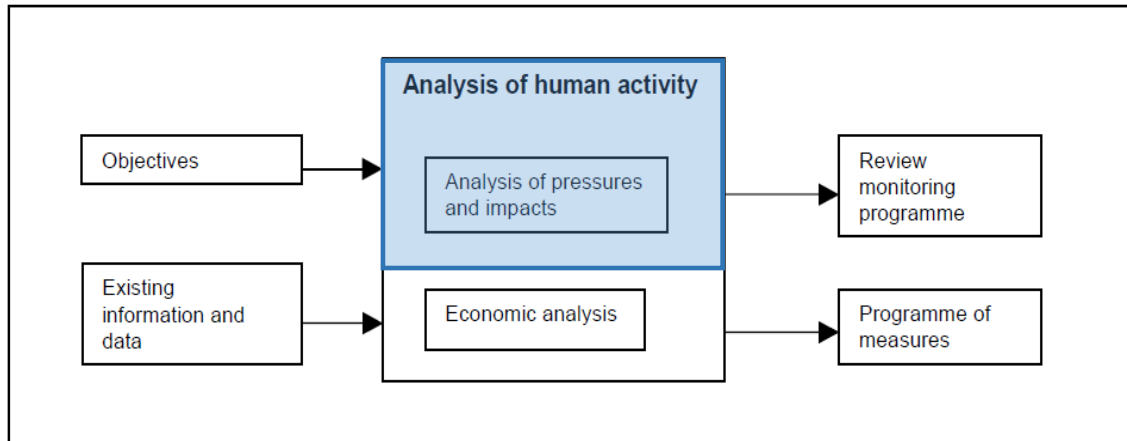 Analysis of human activity
Objectives
Analysis of pressures
and impacts
Review
monitoring
programme
Existing
information and
data
Economic analysis
Programme of
measures